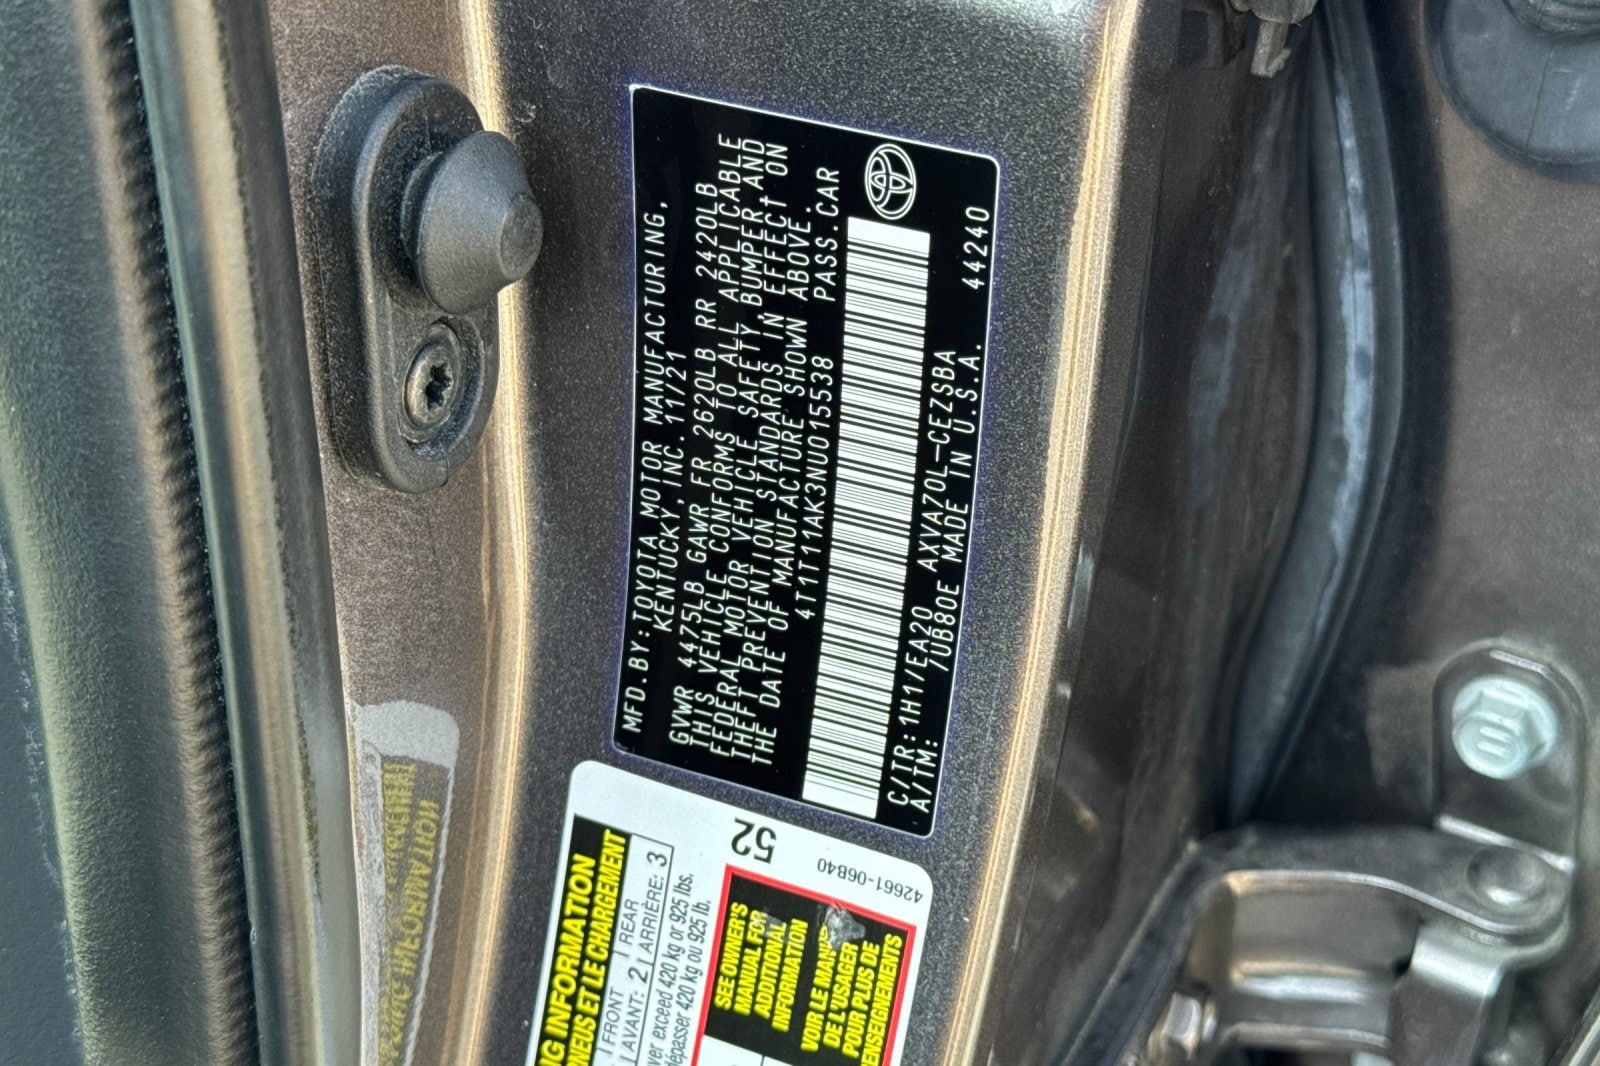 MFD.BY:TOYOTA MOTOR MANUFACTURING,
KENTUCKY, INC. 11/21
GVWR 4475LB GAWR FR 2620LB RR 2420LB
THIS VEHICLE CONFORMS TO ALL APPLICABLE
FEDERAL MOTOR VEHICLE SAFETY, BUMPER, AND
THEFT PREVENTION STANDARDS IN EFFECT ON
THE DATE OF MANUFACTURE SHOWN ABOVE.
4T1T11AK3NU015538 PASS.CAR
C/TR:1H1/EA20 AXVA70L-CEZSBA
A/TM: 7UB80E MADE IN U.S.A. 44240
52
42661-06B40
NG INFORMATION
PNEUS ET LE CHARGEMENT
FRONT REAR
AVANT: 2 ARRIÈRE: 3
ver exceed 420 kg or 925 lbs.
dépasser 420 kg ou 925 lb.
SEE OWNER'S
MANUAL FOR
ADDITIONAL
INFORMATION
VOIR LE
DE L'USAGER
POUR PLUS DE
RENSEIGNEMENTS